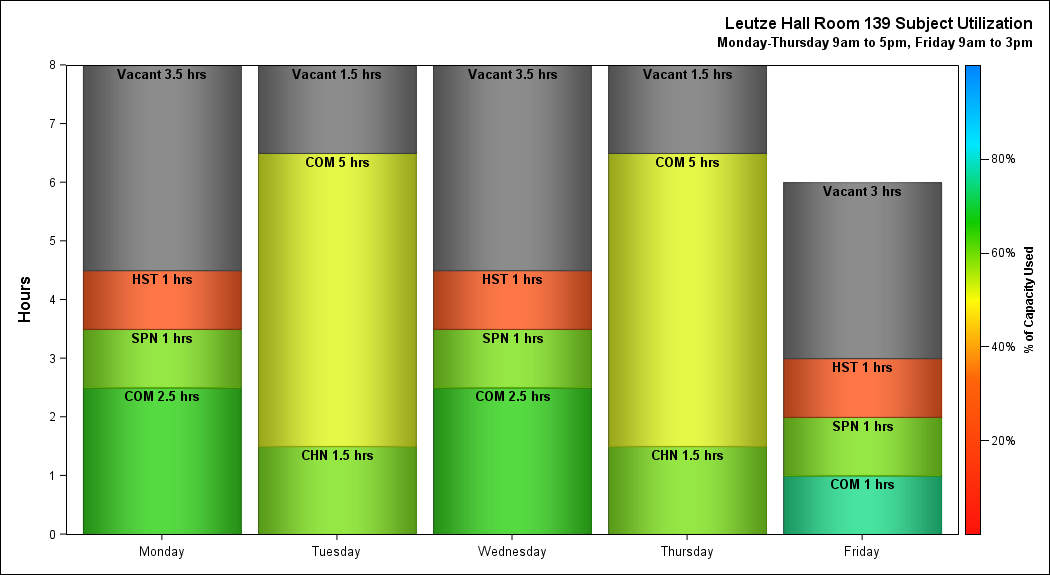 Leutze Hall Room 139 Subject Utilization
Monday-Thursday 9am to 5pm, Friday 9am to 3pm
Hours
8
7
6
5
4
3
2
1
0
Vacant 3.5 hrs
HST 1 hrs
SPN 1 hrs
COM 2.5 hrs
Monday
Vacant 1.5 hrs
COM 5 hrs
CHN 1.5 hrs
Tuesday
Vacant 3.5 hrs
HST 1 hrs
SPN 1 hrs
COM 2.5 hrs
Wednesday
Vacant 1.5 hrs
COM 5 hrs
CHN 1.5 hrs
Thursday
Vacant 3 hrs
HST 1 hrs
SPN 1 hrs
COM 1 hrs
Friday
80%
60%
40%
20%
% of Capacity Used